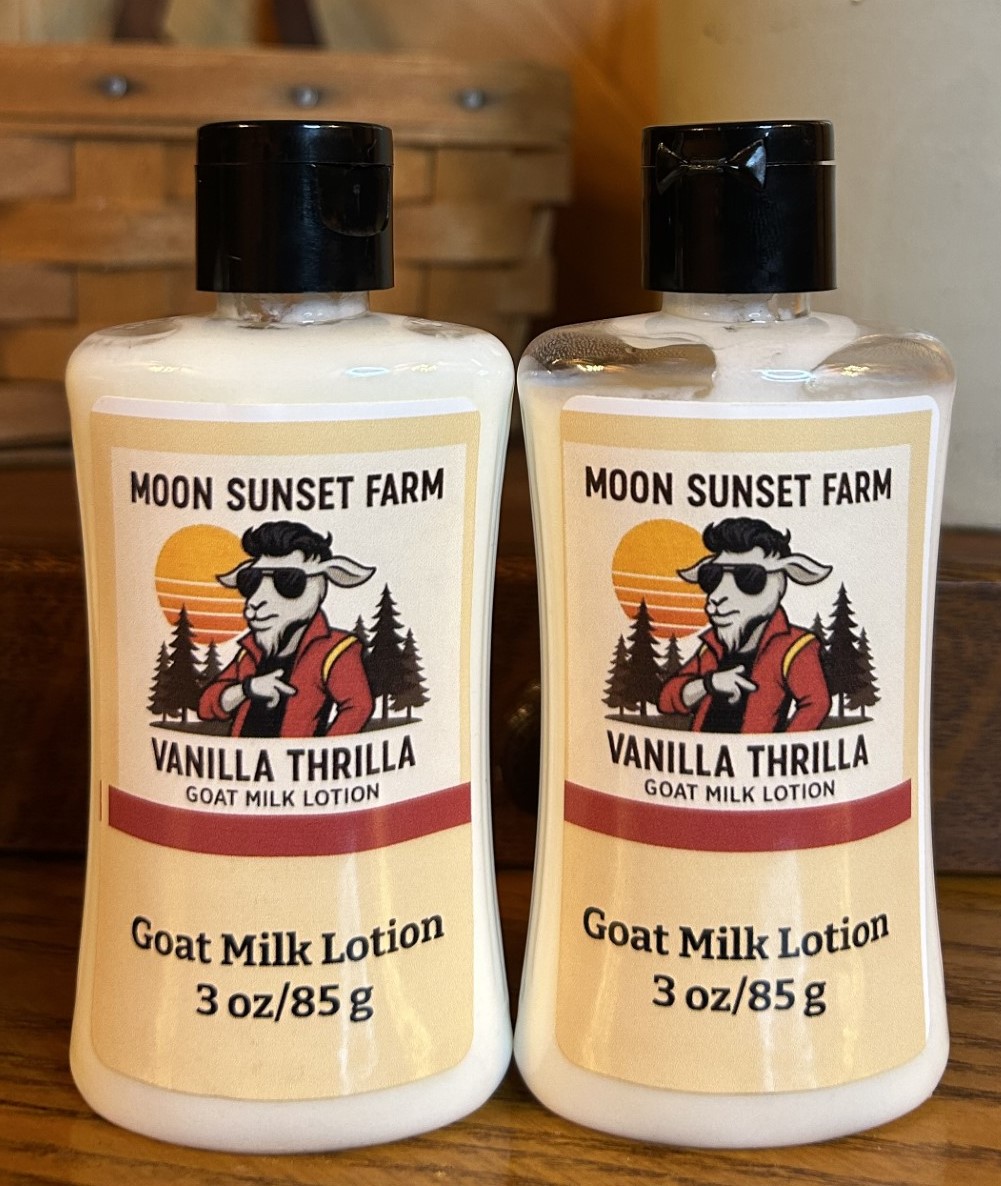 MOON SUNSET FARM
VANILLA THRILLA
GOAT MILK LOTION
Goat Milk Lotion
3 oz/85 g
MOON SUNSET FARM
VANILLA THRILLA
GOAT MILK LOTION
Goat Milk Lotion
3 oz/85 g